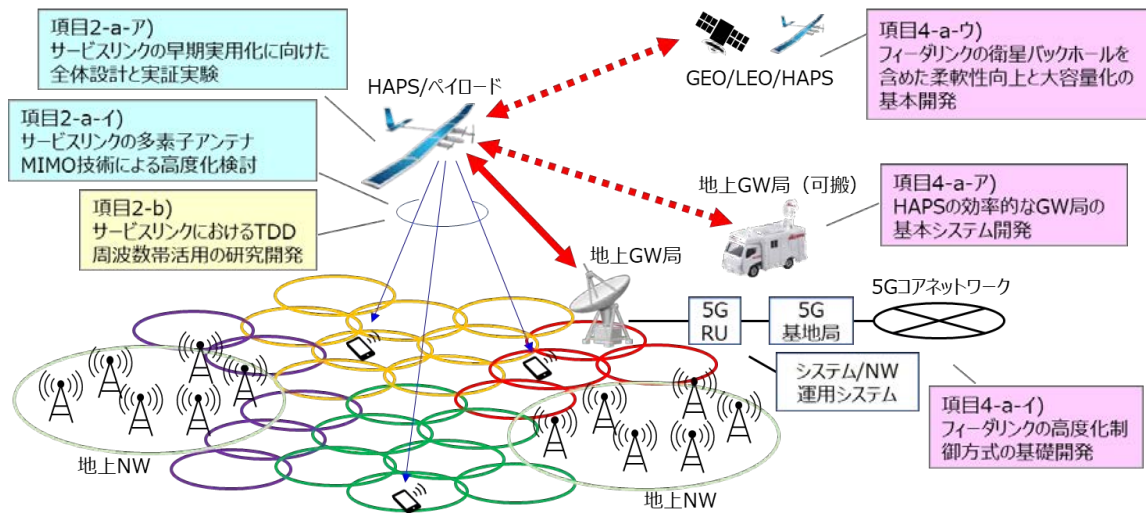 項目2-a-ア)
サービスリンクの早期実用化に向けた
全体設計と実証実験
項目2-a-イ)
サービスリンクの多素子アンテナ
MIMO技術による高度化検討
項目2-b)
サービスリンクにおけるTDD
周波数帯活用の研究開発
HAPS/ペイロード
GEO/LEO/HAPS
項目4-a-ウ)
フィーダリンクの衛星バックホールを
含めた柔軟性向上と大容量化の
基本開発
地上GW局（可搬）
項目4-a-ア)
HAPSの効率的なGW局の
基本システム開発
地上GW局
5G
RU
5G
基地局
5Gコアネットワーク
システム/NW
運用システム
項目4-a-イ)
フィーダリンクの高度化制
御方式の基礎開発
地上NW
地上NW